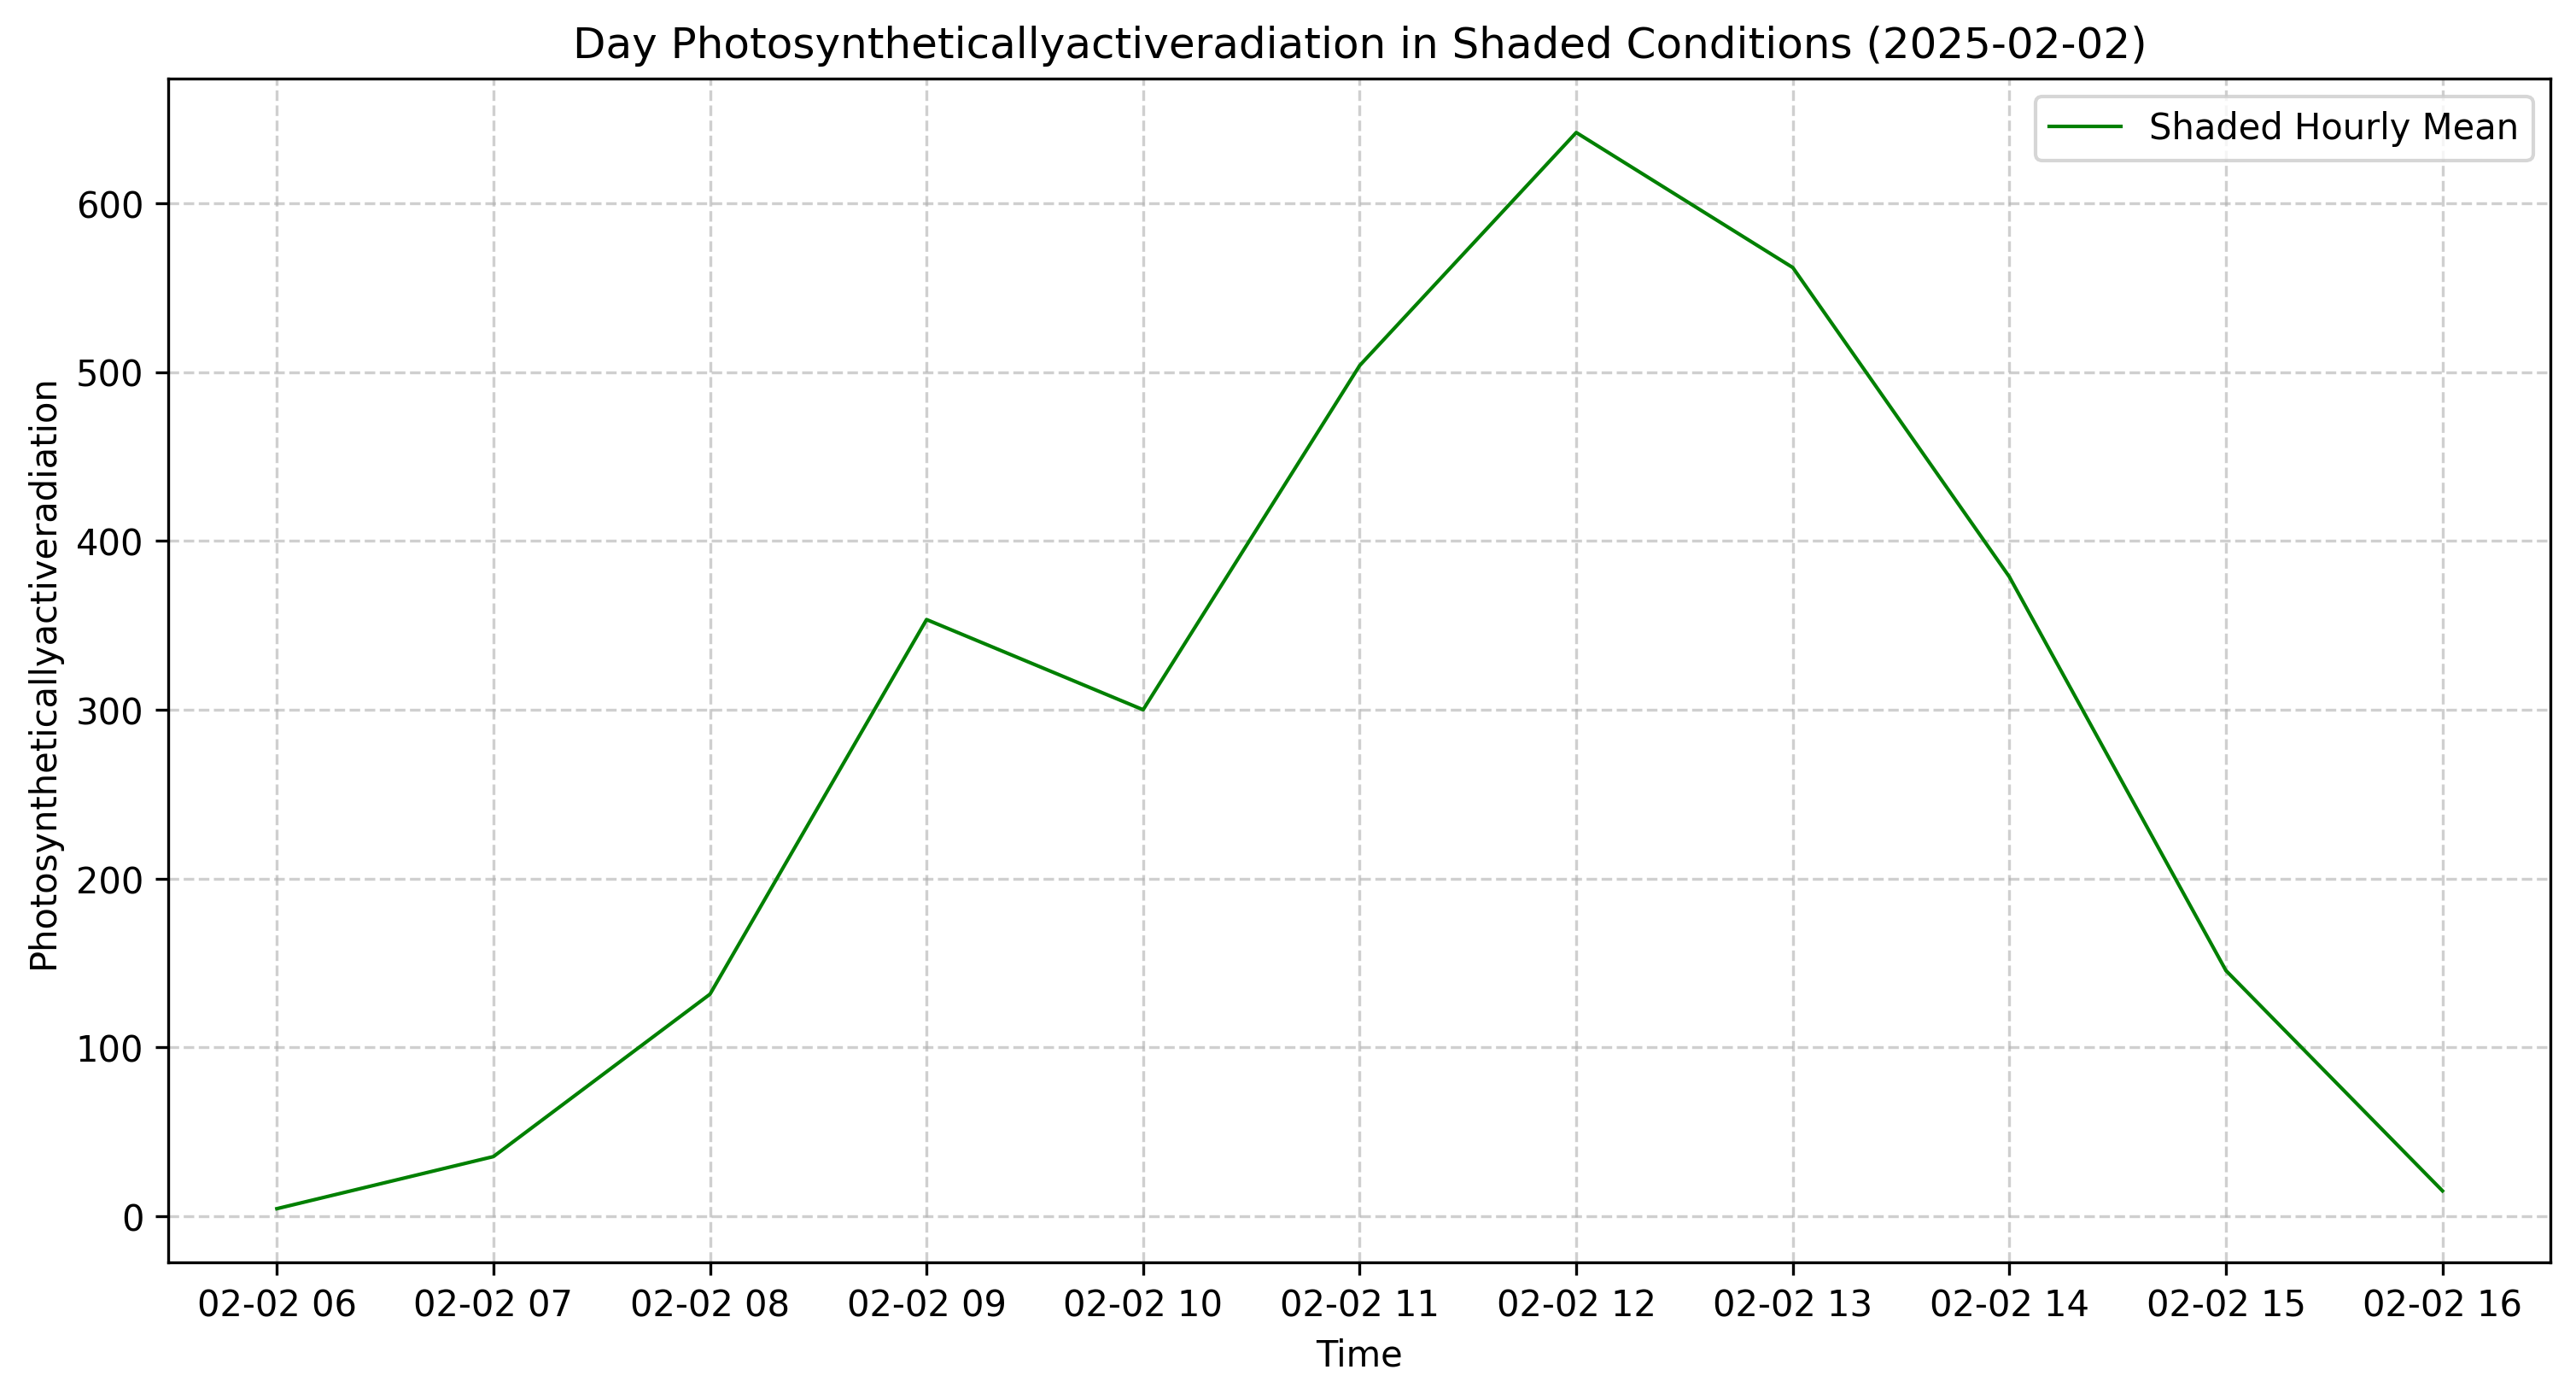 Day Photosyntheticallyactiveradiation in Shaded Conditions (2025-02-02)
Shaded Hourly Mean
Photosyntheticallyactiveradiation
600
500
400
300
200
100
0
02-02 06 02-02 07 02-02 08 02-02 09 02-02 10 02-02 11 02-02 12 02-02 13 02-02 14 02-02 15 02-02 16
Time